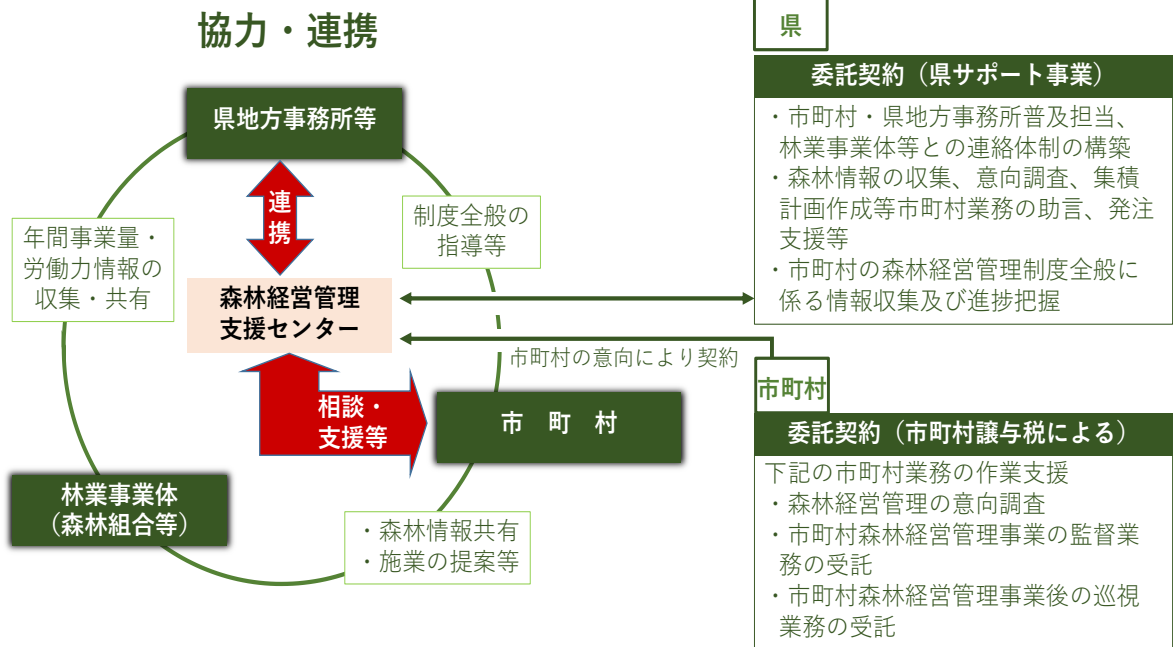 協力・連携
県地方事務所等
連
携
年間事業量・
労働力情報の
収集・共有
制度全般の
指導等
森林経営管理
支援センター
市町村の意向により契約
相談・
支援等
市　町　村
林業事業体
（森林組合等）
・森林情報共有
・施業の提案等
県
委託契約（県サポート事業）
・市町村・県地方事務所普及担当、
林業事業体等との連絡体制の構築
・森林情報の収集、意向調査、集積
計画作成等市町村業務の助言、発注
支援等
・市町村の森林経営管理制度全般に
係る情報収集及び進捗把握
市町村
委託契約（市町村譲与税による）
下記の市町村業務の作業支援
・森林経営管理の意向調査
・市町村森林経営管理事業の監督業
務の受託
・市町村森林経営管理事業後の巡視
業務の受託